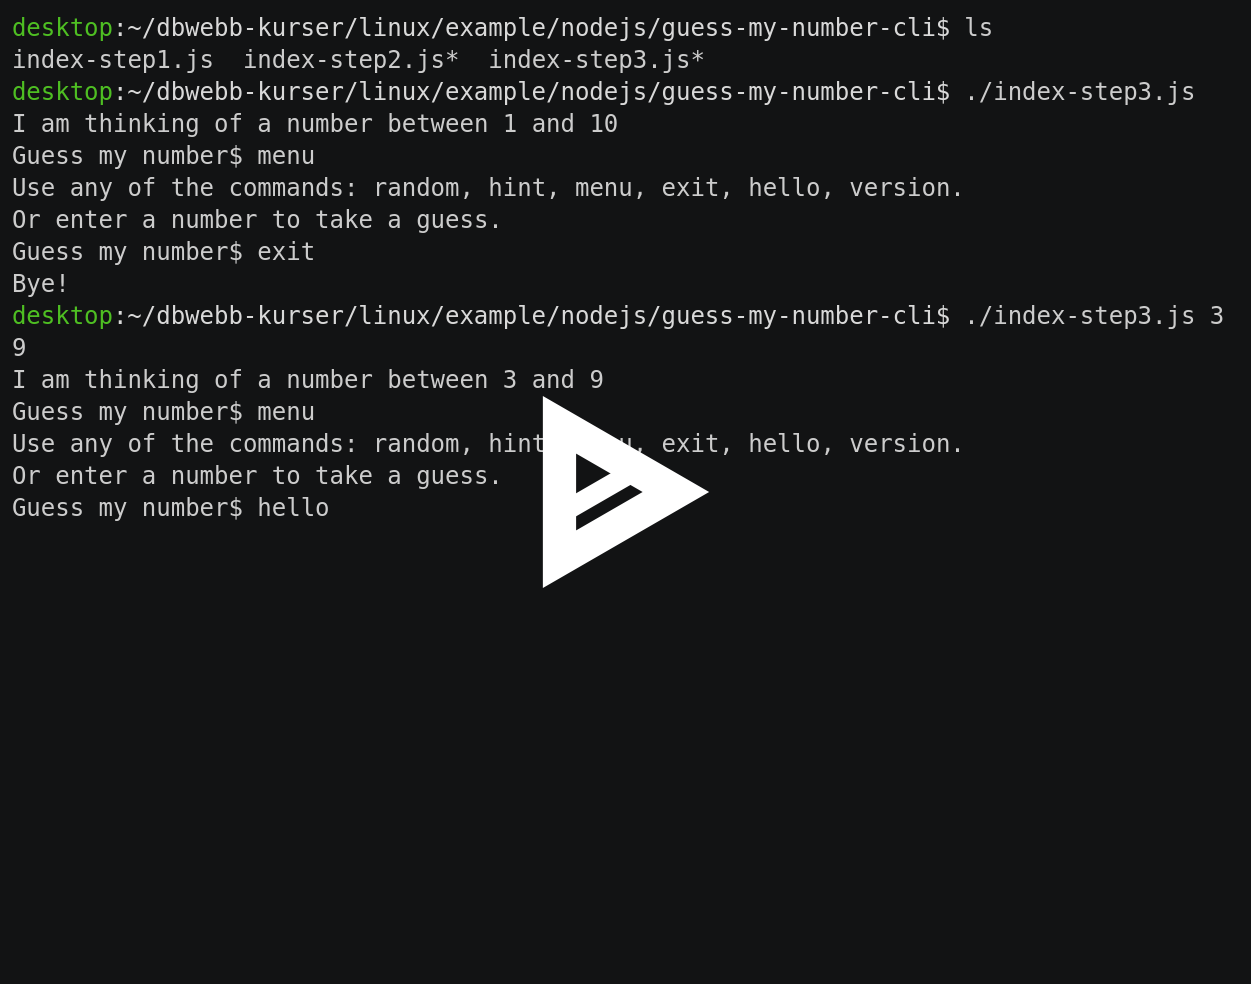 desktop:~/dbwebb-kurser/linux/example/nodejs/guess-my-number-cli$ ls
index-step1.js  index-step2.js*  index-step3.js*
desktop:~/dbwebb-kurser/linux/example/nodejs/guess-my-number-cli$ ./index-step3.js
I am thinking of a number between 1 and 10
Guess my number$ menu
Use any of the commands: random, hint, menu, exit, hello, version.
Or enter a number to take a guess.
Guess my number$ exit
Bye!
desktop:~/dbwebb-kurser/linux/example/nodejs/guess-my-number-cli$ ./index-step3.js 3
9
I am thinking of a number between 3 and 9
Guess my number$ menu
Use any of the commands: random, hint exit, hello, version.
Or enter a number to take a guess.
Guess my number$ hello